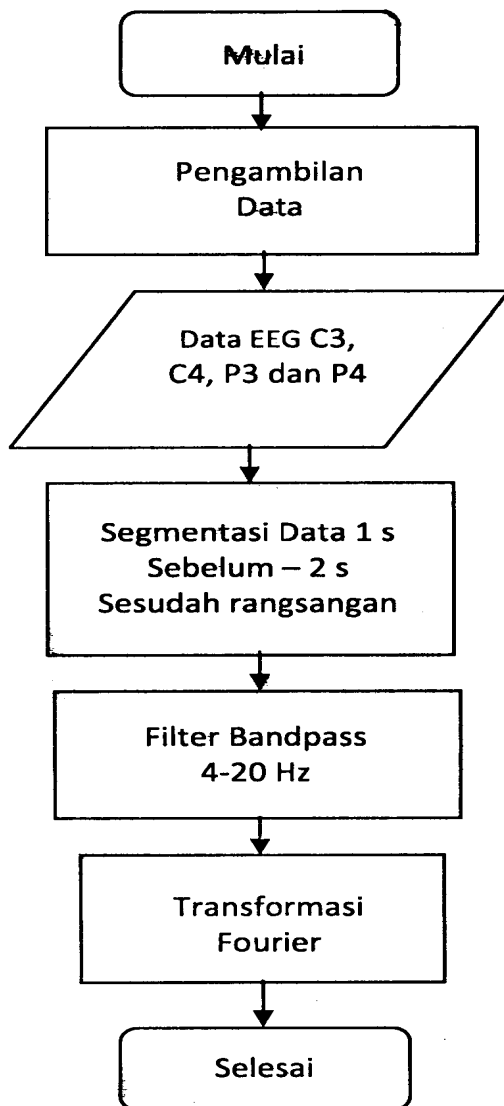 Mulai
Pengambilan
Data
Data EEG C3,
C4, P3 dan P4
Segmentasi Data 1 s
Sebelum – 2 s
Sesudah rangsangan
Filter Bandpass
4-20 Hz
Transformasi
Fourier
Selesai